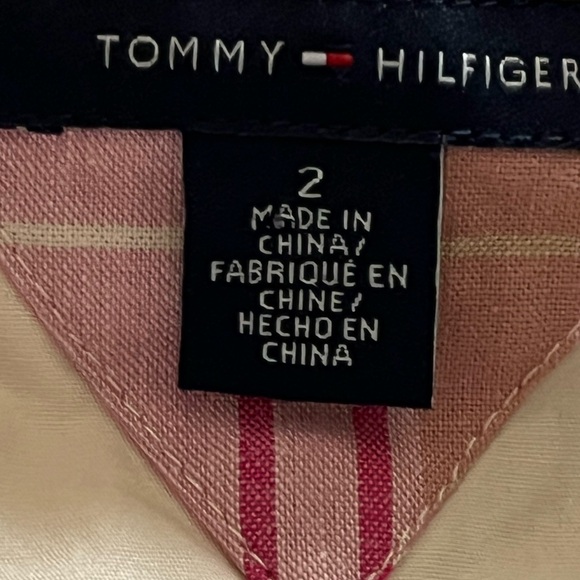 TOMMY HILFIGER
2
MADE IN
CHINA/
FABRIQUÉ EN
CHINE/
HECHO EN
CHINA